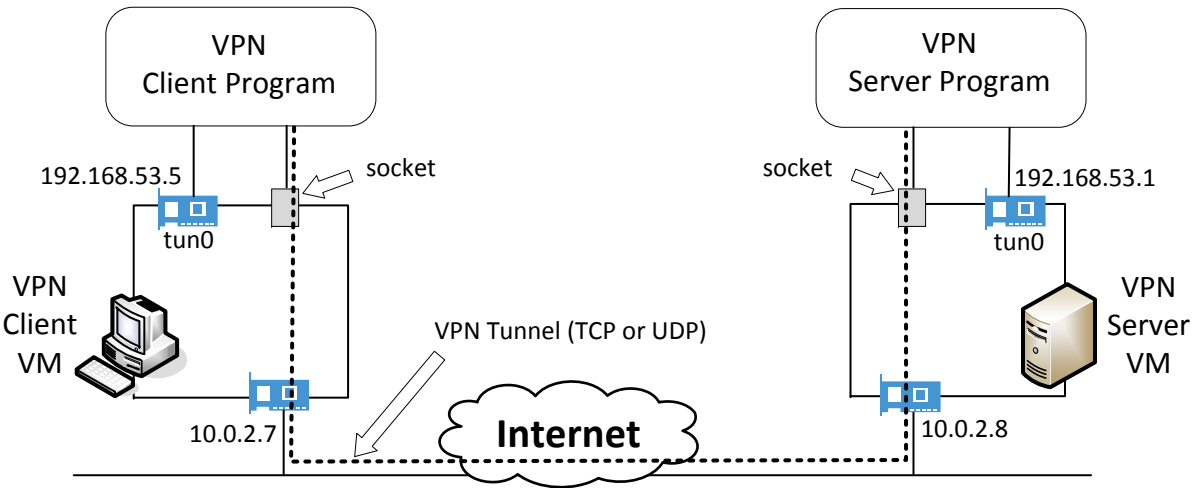 VPN
Client Program
VPN
Server Program
socket
socket
192.168.53.5
192.168.53.1
tun0
tun0
VPN
Client
VM
VPN
Server
VM
VPN Tunnel (TCP or UDP)
Internet
10.0.2.7
10.0.2.8